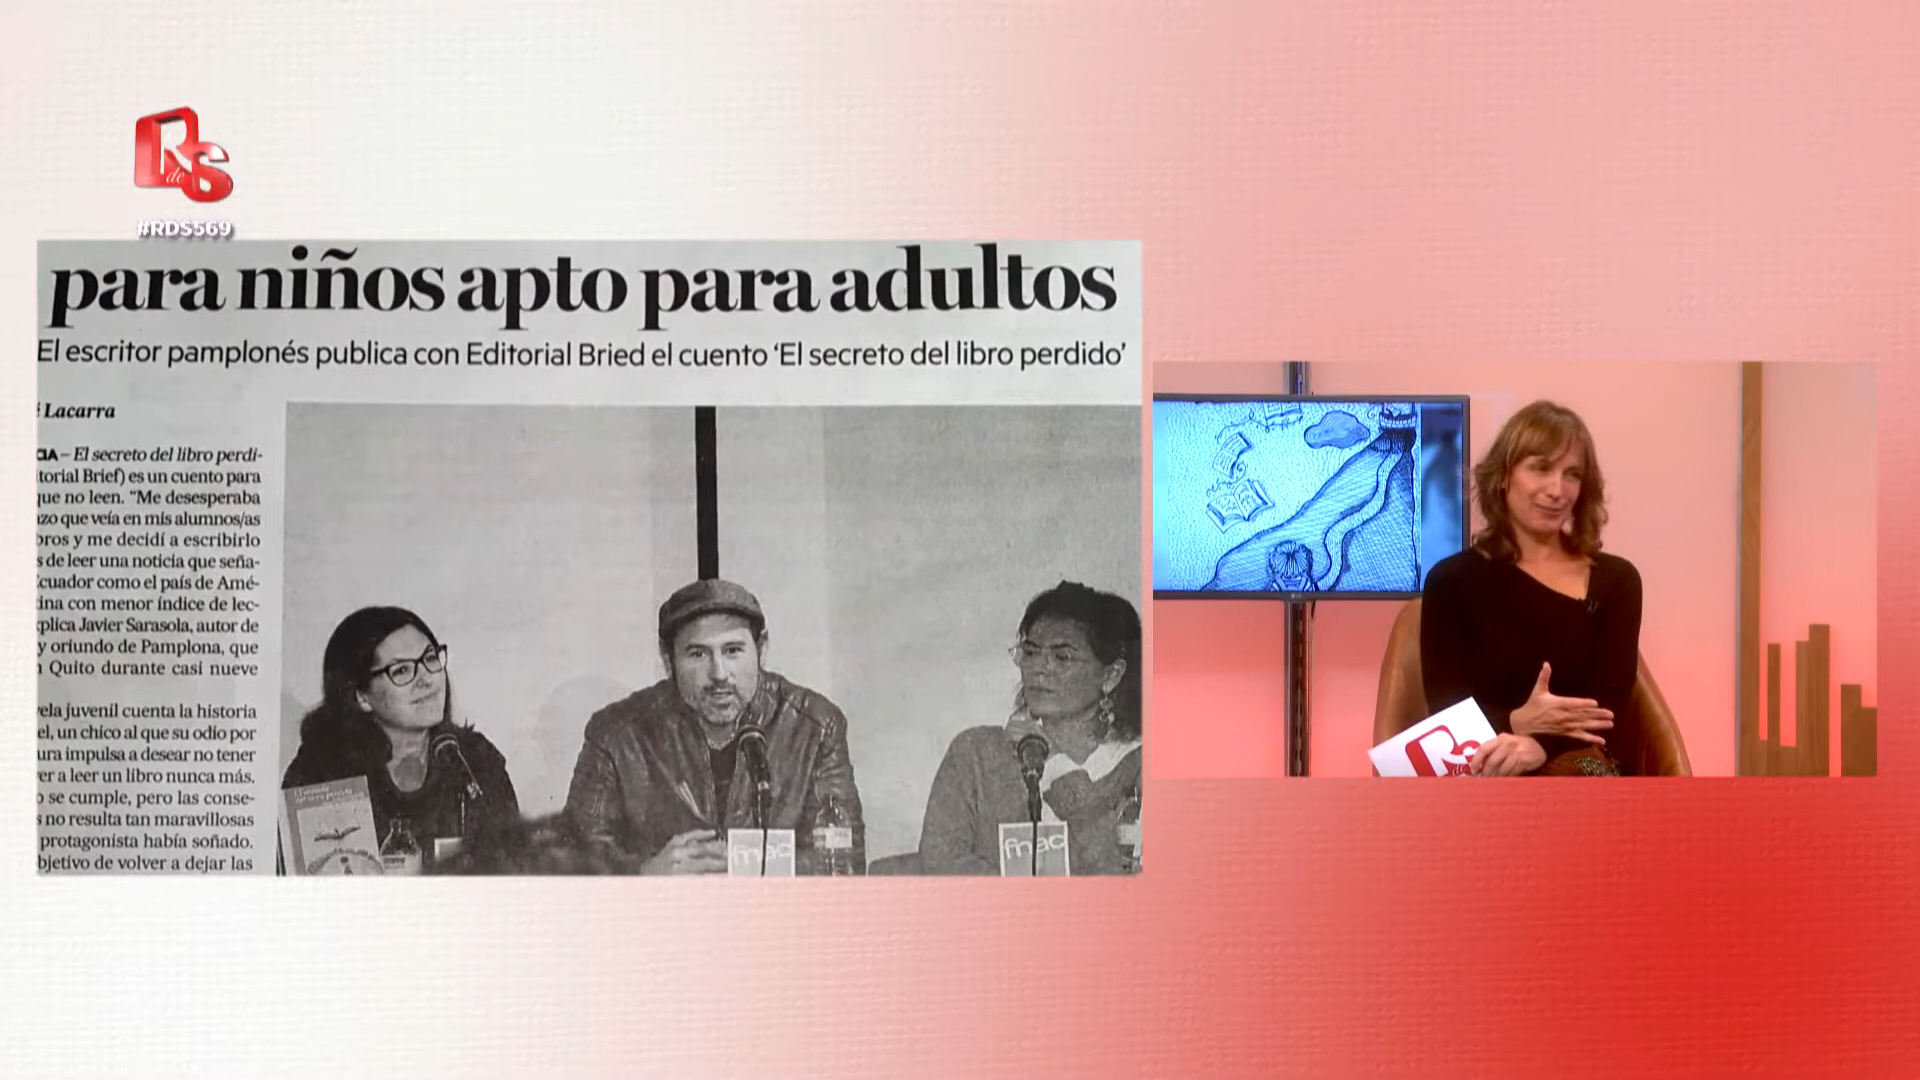 R de S
#RDS569
para niños apto para adultos
El escritor pamplonés publica con Editorial Bried el cuento 'El secreto del libro perdido'
Lacarra
CIA – El secreto del libro perdi-
torial Brief) es un cuento para
que no leen. "Me desesperaba
zo que veía en mis alumnos/as
bros y me decidí a escribirlo
s de leer una noticia que seña-
cuador como el país de Amé-
ina con menor índice de lec-
xplica Javier Sarasola, autor de
y oriundo de Pamplona, que
n Quito durante casi nueve
ela juvenil cuenta la historia
el, un chico al que su odio por
ura impulsa a desear no tener
er a leer un libro nunca más.
o se cumple, pero las conse-
s no resulta tan maravillosas
protagonista había soñado.
bjetivo de volver a dejar las
fnac
fnac
LG
R de S